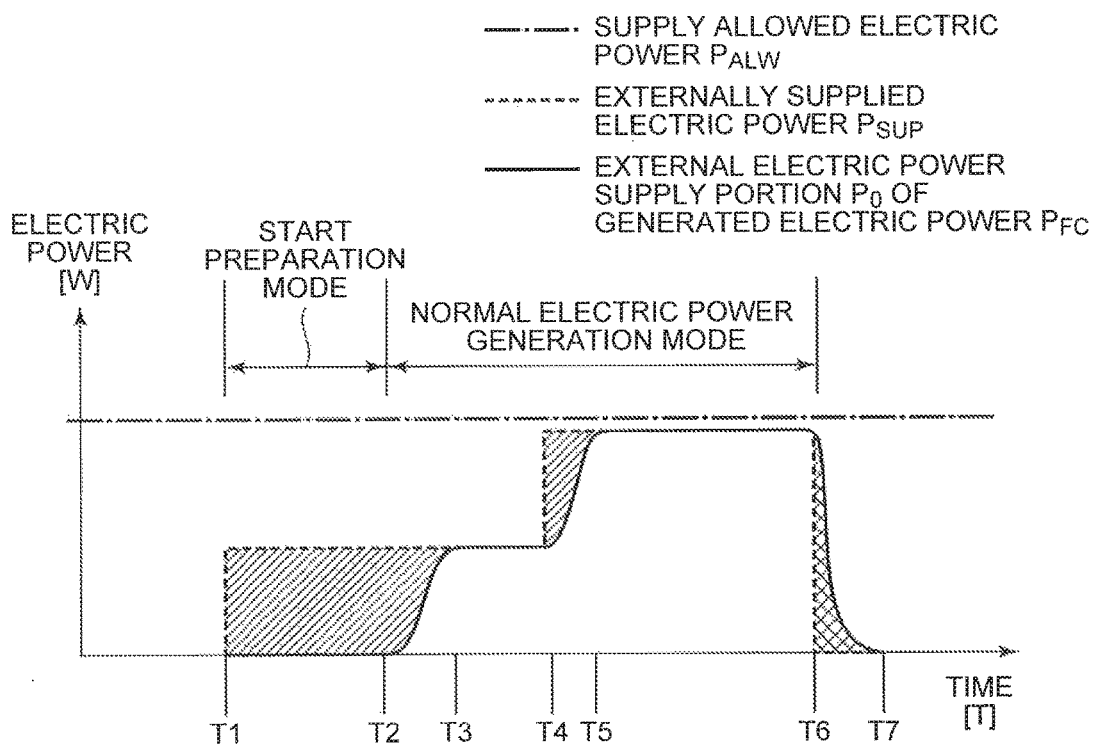 SUPPLY ALLOWED ELECTRIC
POWER PALW
EXTERNALLY SUPPLIED
ELECTRIC POWER PSUP
EXTERNAL ELECTRIC POWER
SUPPLY PORTION P0 OF
GENERATED ELECTRIC POWER PFC
ELECTRIC
POWER
[W]
START
PREPARATION
MODE
NORMAL ELECTRIC POWER
GENERATION MODE
T1 T2 T3 T4 T5 T6 T7
TIME
[T]